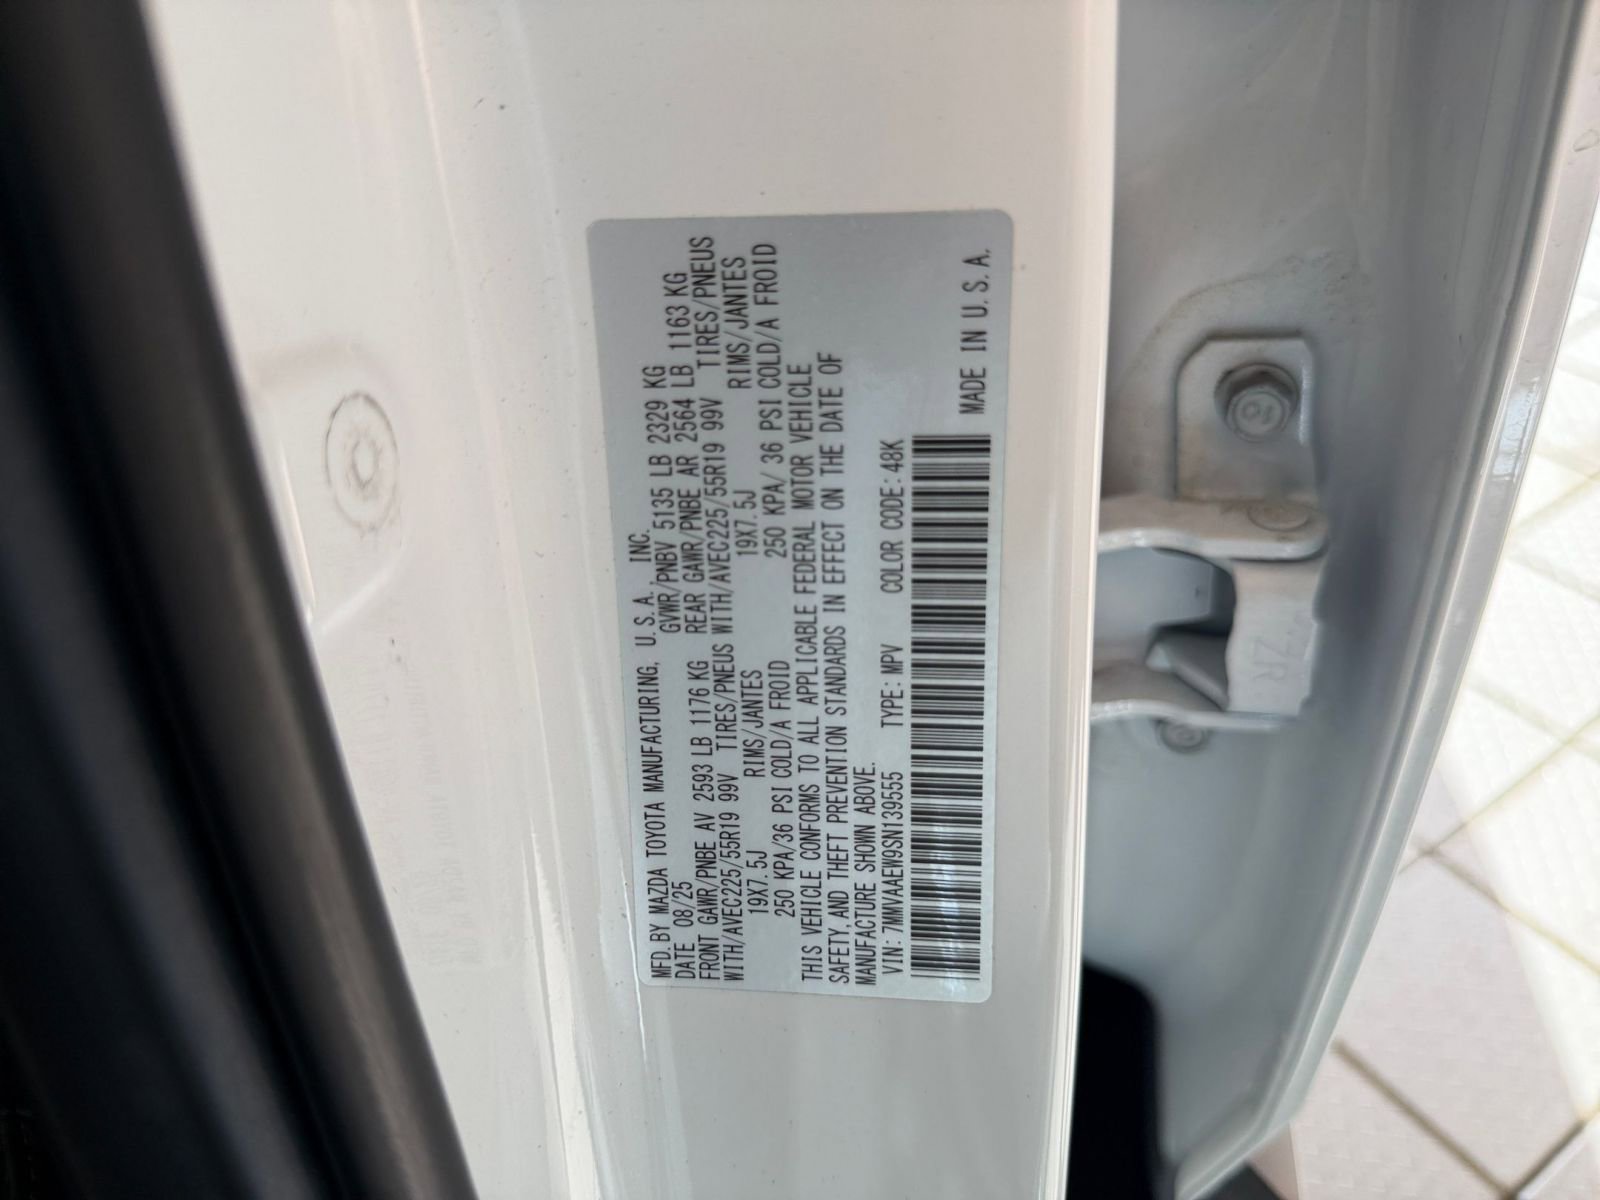 MFD. BY MAZDA TOYOTA MANUFACTURING, U.S.A., INC.
DATE 08/25 GVWR/PNBV 5135 LB 2329 KG
FRONT GAWR/PNBE AV 2593 LB 1176 KG REAR GAWR/PNBE AR 2564 LB 1163 KG
WITH/AVEC225/55R19 99V TIRES/PNEUS WITH/AVEC225/55R19 99V TIRES/PNEUS
19X7.5J RIMS/JANTES 19X7.5J RIMS/JANTES
250 KPA/36 PSI COLD/A FROID 250 KPA/ 36 PSI COLD/A FROID
THIS VEHICLE CONFORMS TO ALL APPLICABLE FEDERAL MOTOR VEHICLE
SAFETY, AND THEFT PREVENTION STANDARDS IN EFFECT ON THE DATE OF
MANUFACTURE SHOWN ABOVE.
VIN: 7MMVAAEW9SN139555 TYPE: MPV COLOR CODE: 48K
MADE IN U.S.A.
10
ZR